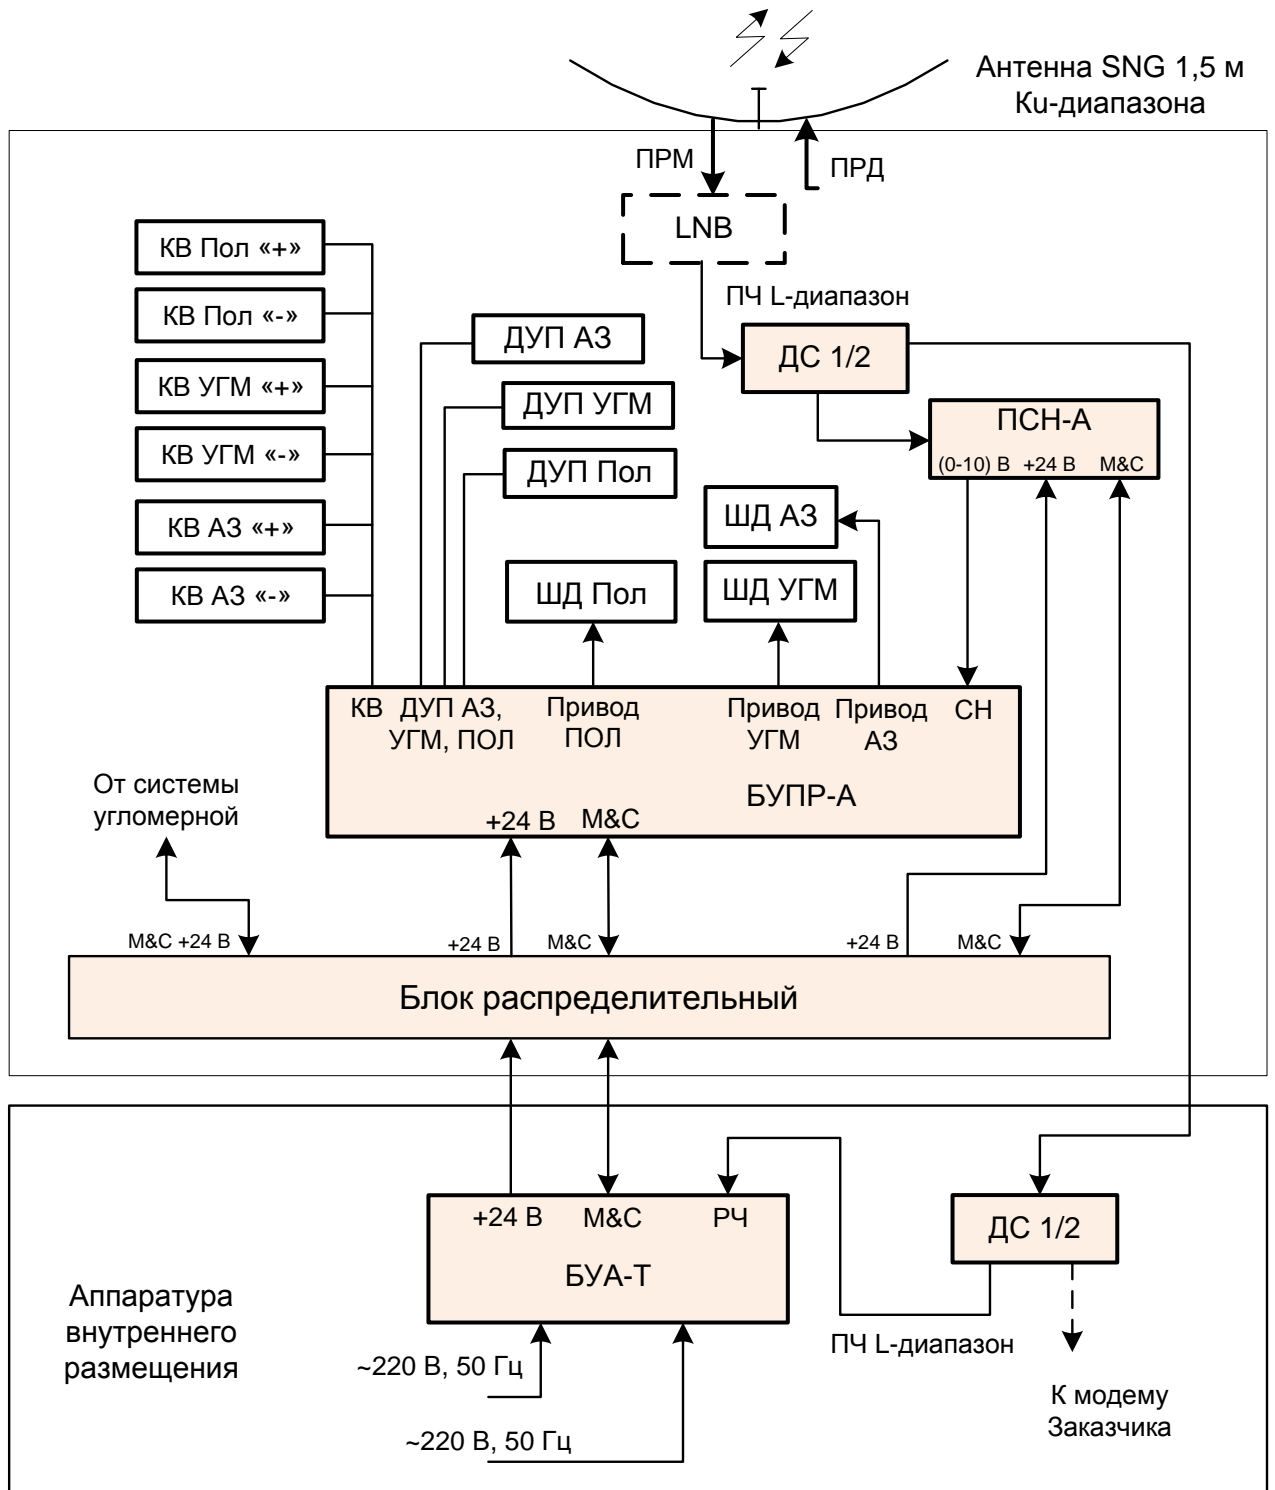 Антенна SNG 1,5 м
Ku-диапазона
ПРМ
ПРД
LNB
КВ Пол «+»
КВ Пол «-»
КВ УГМ «+»
КВ УГМ «-»
КВ АЗ «+»
КВ АЗ «-»
ПЧ L-диапазон
ДУП АЗ
ДУП УГМ
ДУП Пол
ДС 1/2
ПСН-А
(0-10) В +24 В М&С
ШД АЗ
ШД Пол
ШД УГМ
КВ ДУП АЗ,
УГМ, ПОЛ
Привод
ПОЛ
Привод
УГМ
Привод
АЗ
СН
БУПР-А
+24 В М&С
От системы
угломерной
М&С +24 В
+24 В
М&С
+24 В
М&С
Блок распределительный
+24 В М&С РЧ
БУА-Т
ДС 1/2
Аппаратура
внутреннего
размещения
ПЧ L-диапазон
~220 В, 50 Гц
~220 В, 50 Гц
К модему
Заказчика